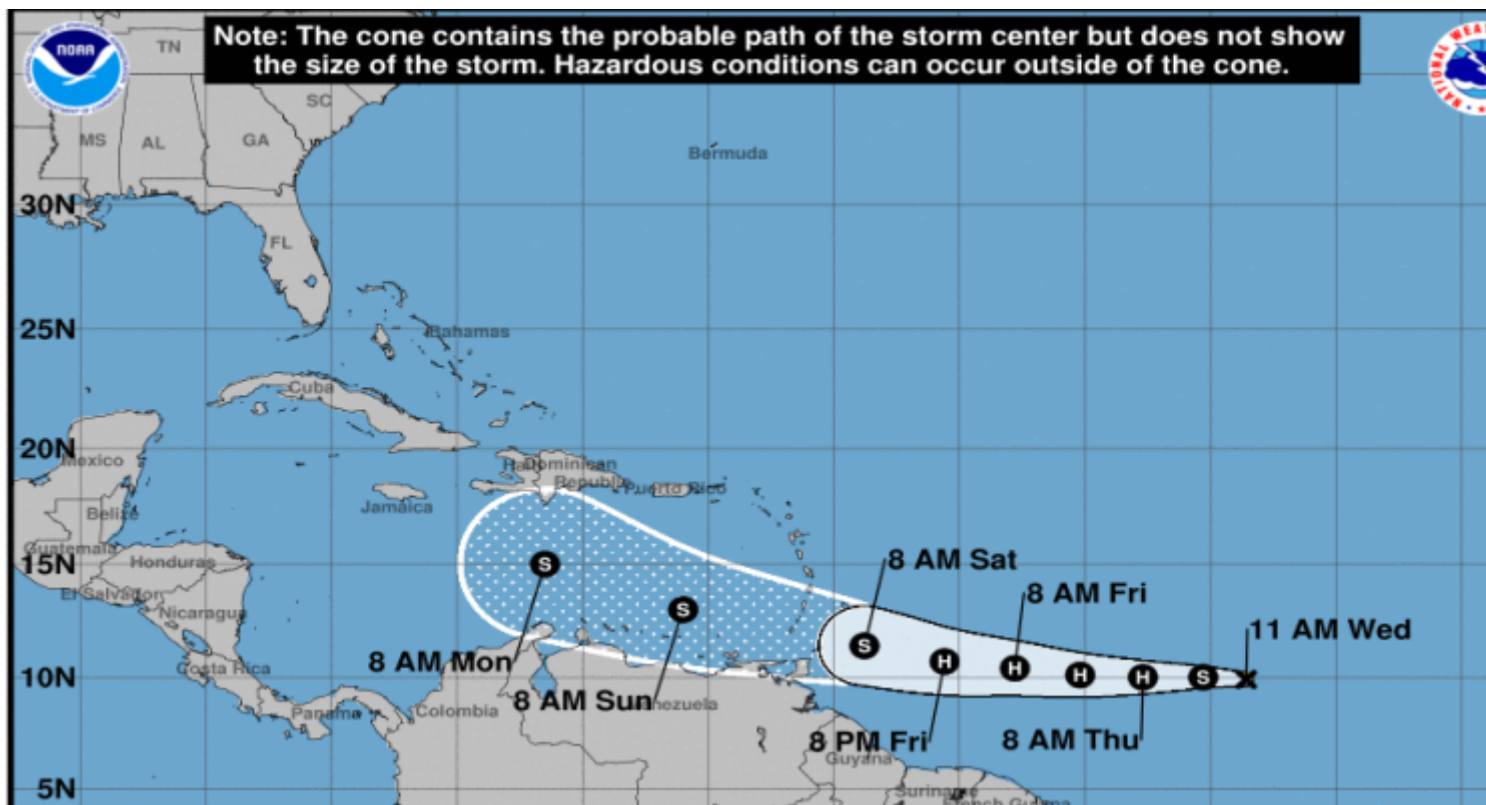 NOAA
TN
Note: The cone contains the probable path of the storm center but does not show
the size of the storm. Hazardous conditions can occur outside of the cone.
SC
MS
AL
GA
Bermuda
30N
FL
25N
Bahamas
Cuba
20N
Mexico
Dominican
Republic
Puerto Rico
Jamaica
Belize
Guatemala
15N
Honduras
S
8 AM Sat
El Salvador
Nicaragua
S
8 AM Fri
11 AM Wed
8 AM Mon
S
H
H
H
H
S
Costa Rica
10N
8 AM Sun
Venezuela
Panama
Colombia
8 PM Fri
8 AM Thu
Guyana
5N
Suriname
French Guiana